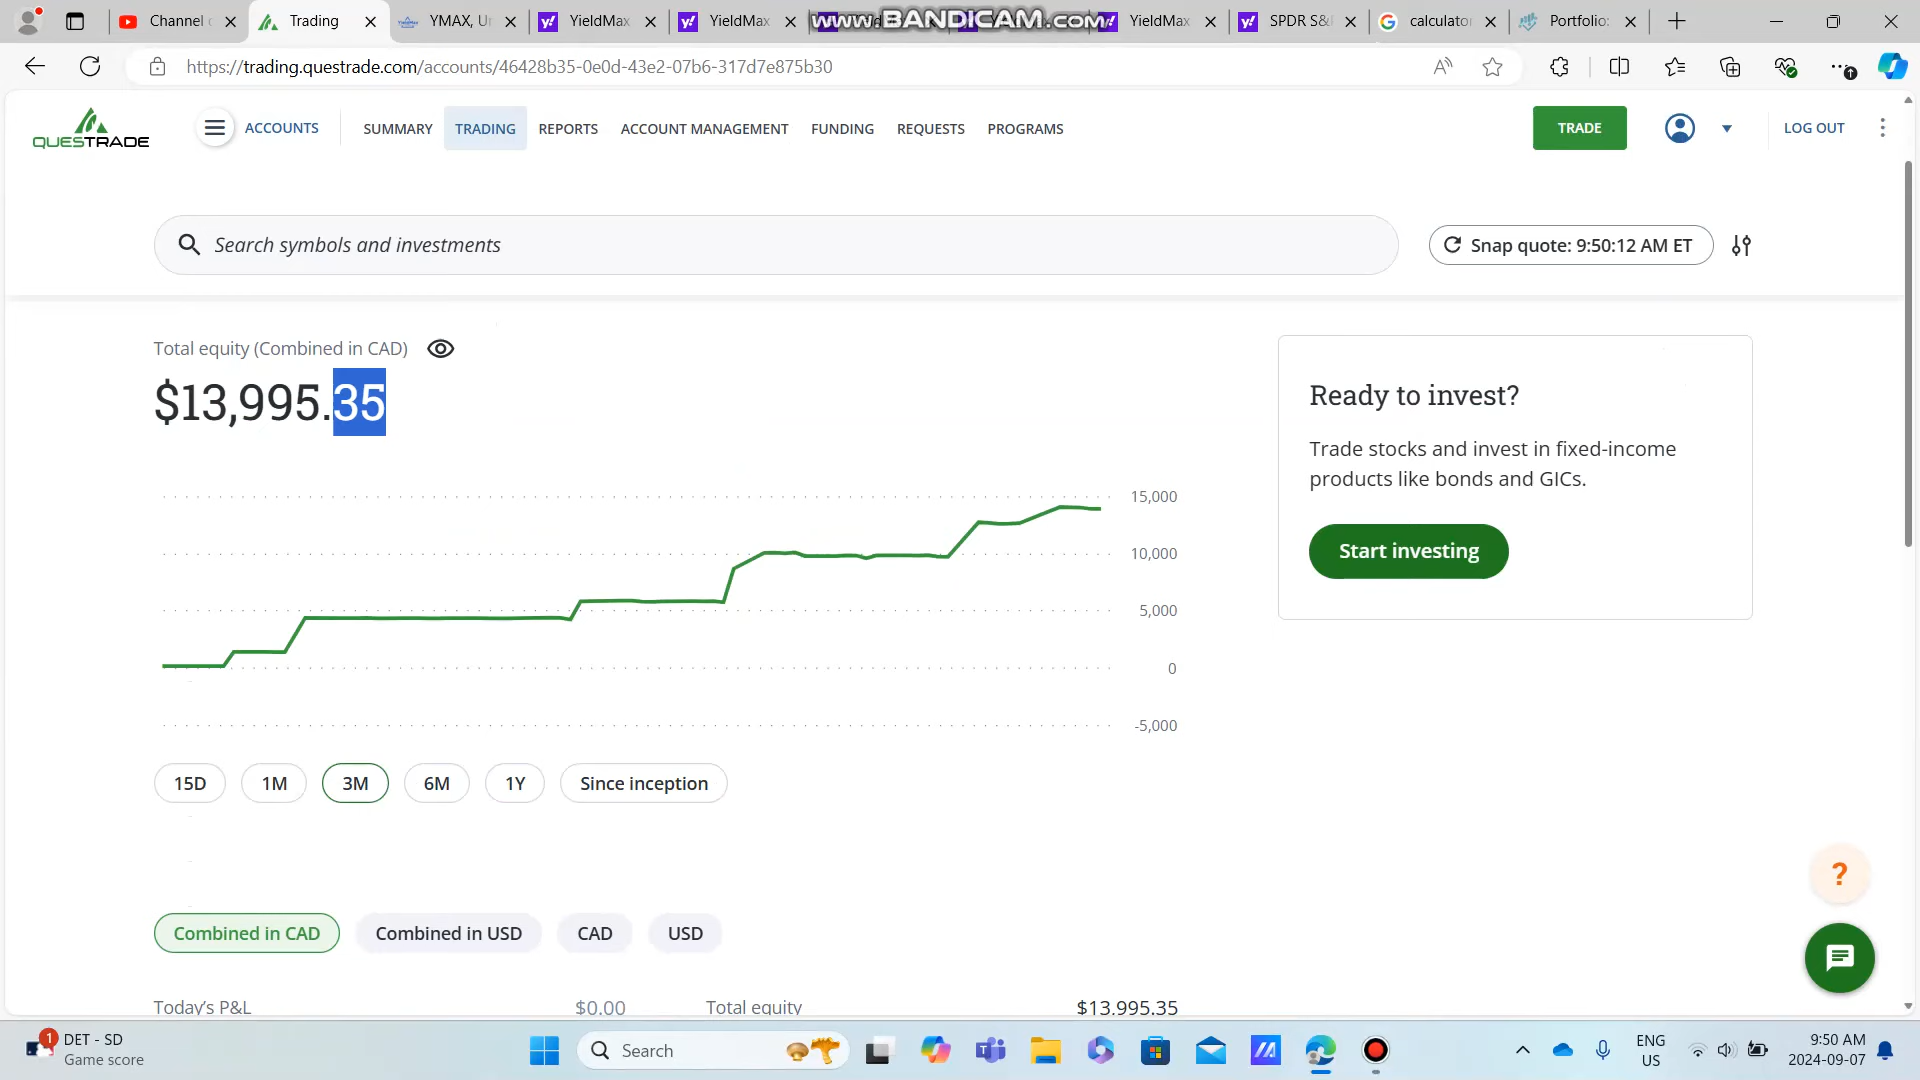 Channel
Trading
YMAX, U
YieldMax
YieldMax
YieldMax
SPDR S&
calculator
Portfolio:
www.BANDICAM.com
https://trading.questrade.com/accounts/46428b35-0e0d-43e2-07b6-317d7e875b30
QUESTRADE
ACCOUNTS
SUMMARY
TRADING
REPORTS
ACCOUNT MANAGEMENT
FUNDING
REQUESTS
PROGRAMS
TRADE
LOG OUT
Search symbols and investments
Snap quote: 9:50:12 AM ET
Total equity (Combined in CAD)
$13,995.35
Ready to invest?
Trade stocks and invest in fixed-income
products like bonds and GICs.
Start investing
15,000
10,000
5,000
0
-5,000
15D
1M
3M
6M
1Y
Since inception
?
Combined in CAD
Combined in USD
CAD
USD
Today's P&L
$0.00
Total equity
$13,995.35
1
DET - SD
Game score
Search
ENG
US
9:50 AM
2024-09-07